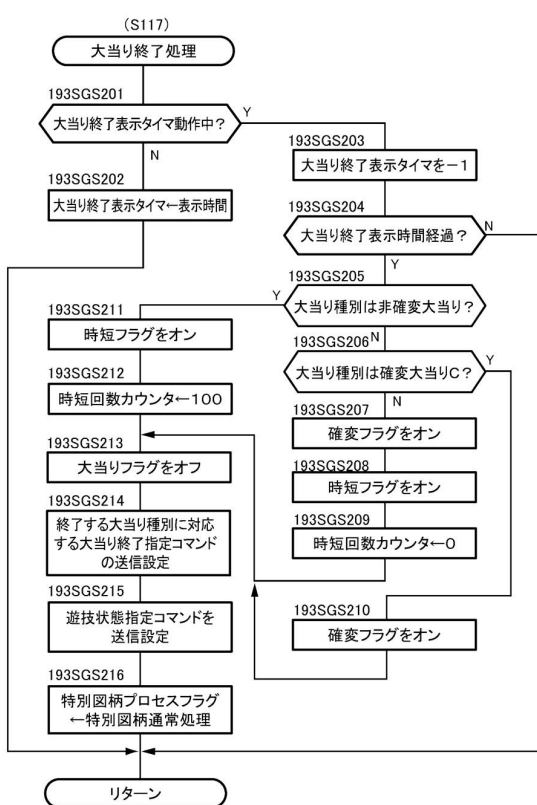 (S117)
大当り終了処理
193SGS201
大当り終了表示タイマ動作中？
Y
N
193SGS202
大当り終了表示タイマ←表示時間
193SGS203
大当り終了表示タイマを－1
193SGS204
大当り終了表示時間経過？
N
Y
193SGS205
大当り種別は非確変大当り？
Y
N
193SGS206
大当り種別は確変大当りC？
Y
N
193SGS207
確変フラグをオン
193SGS208
時短フラグをオン
193SGS209
時短回数カウンタ←0
193SGS210
確変フラグをオン
193SGS211
時短フラグをオン
193SGS212
時短回数カウンタ←100
193SGS213
大当りフラグをオフ
193SGS214
終了する大当り種別に対応
する大当り終了指定コマンド
の送信設定
193SGS215
遊技状態指定コマンドを
送信設定
193SGS216
特別図柄プロセスフラグ
←特別図柄通常処理
リターン